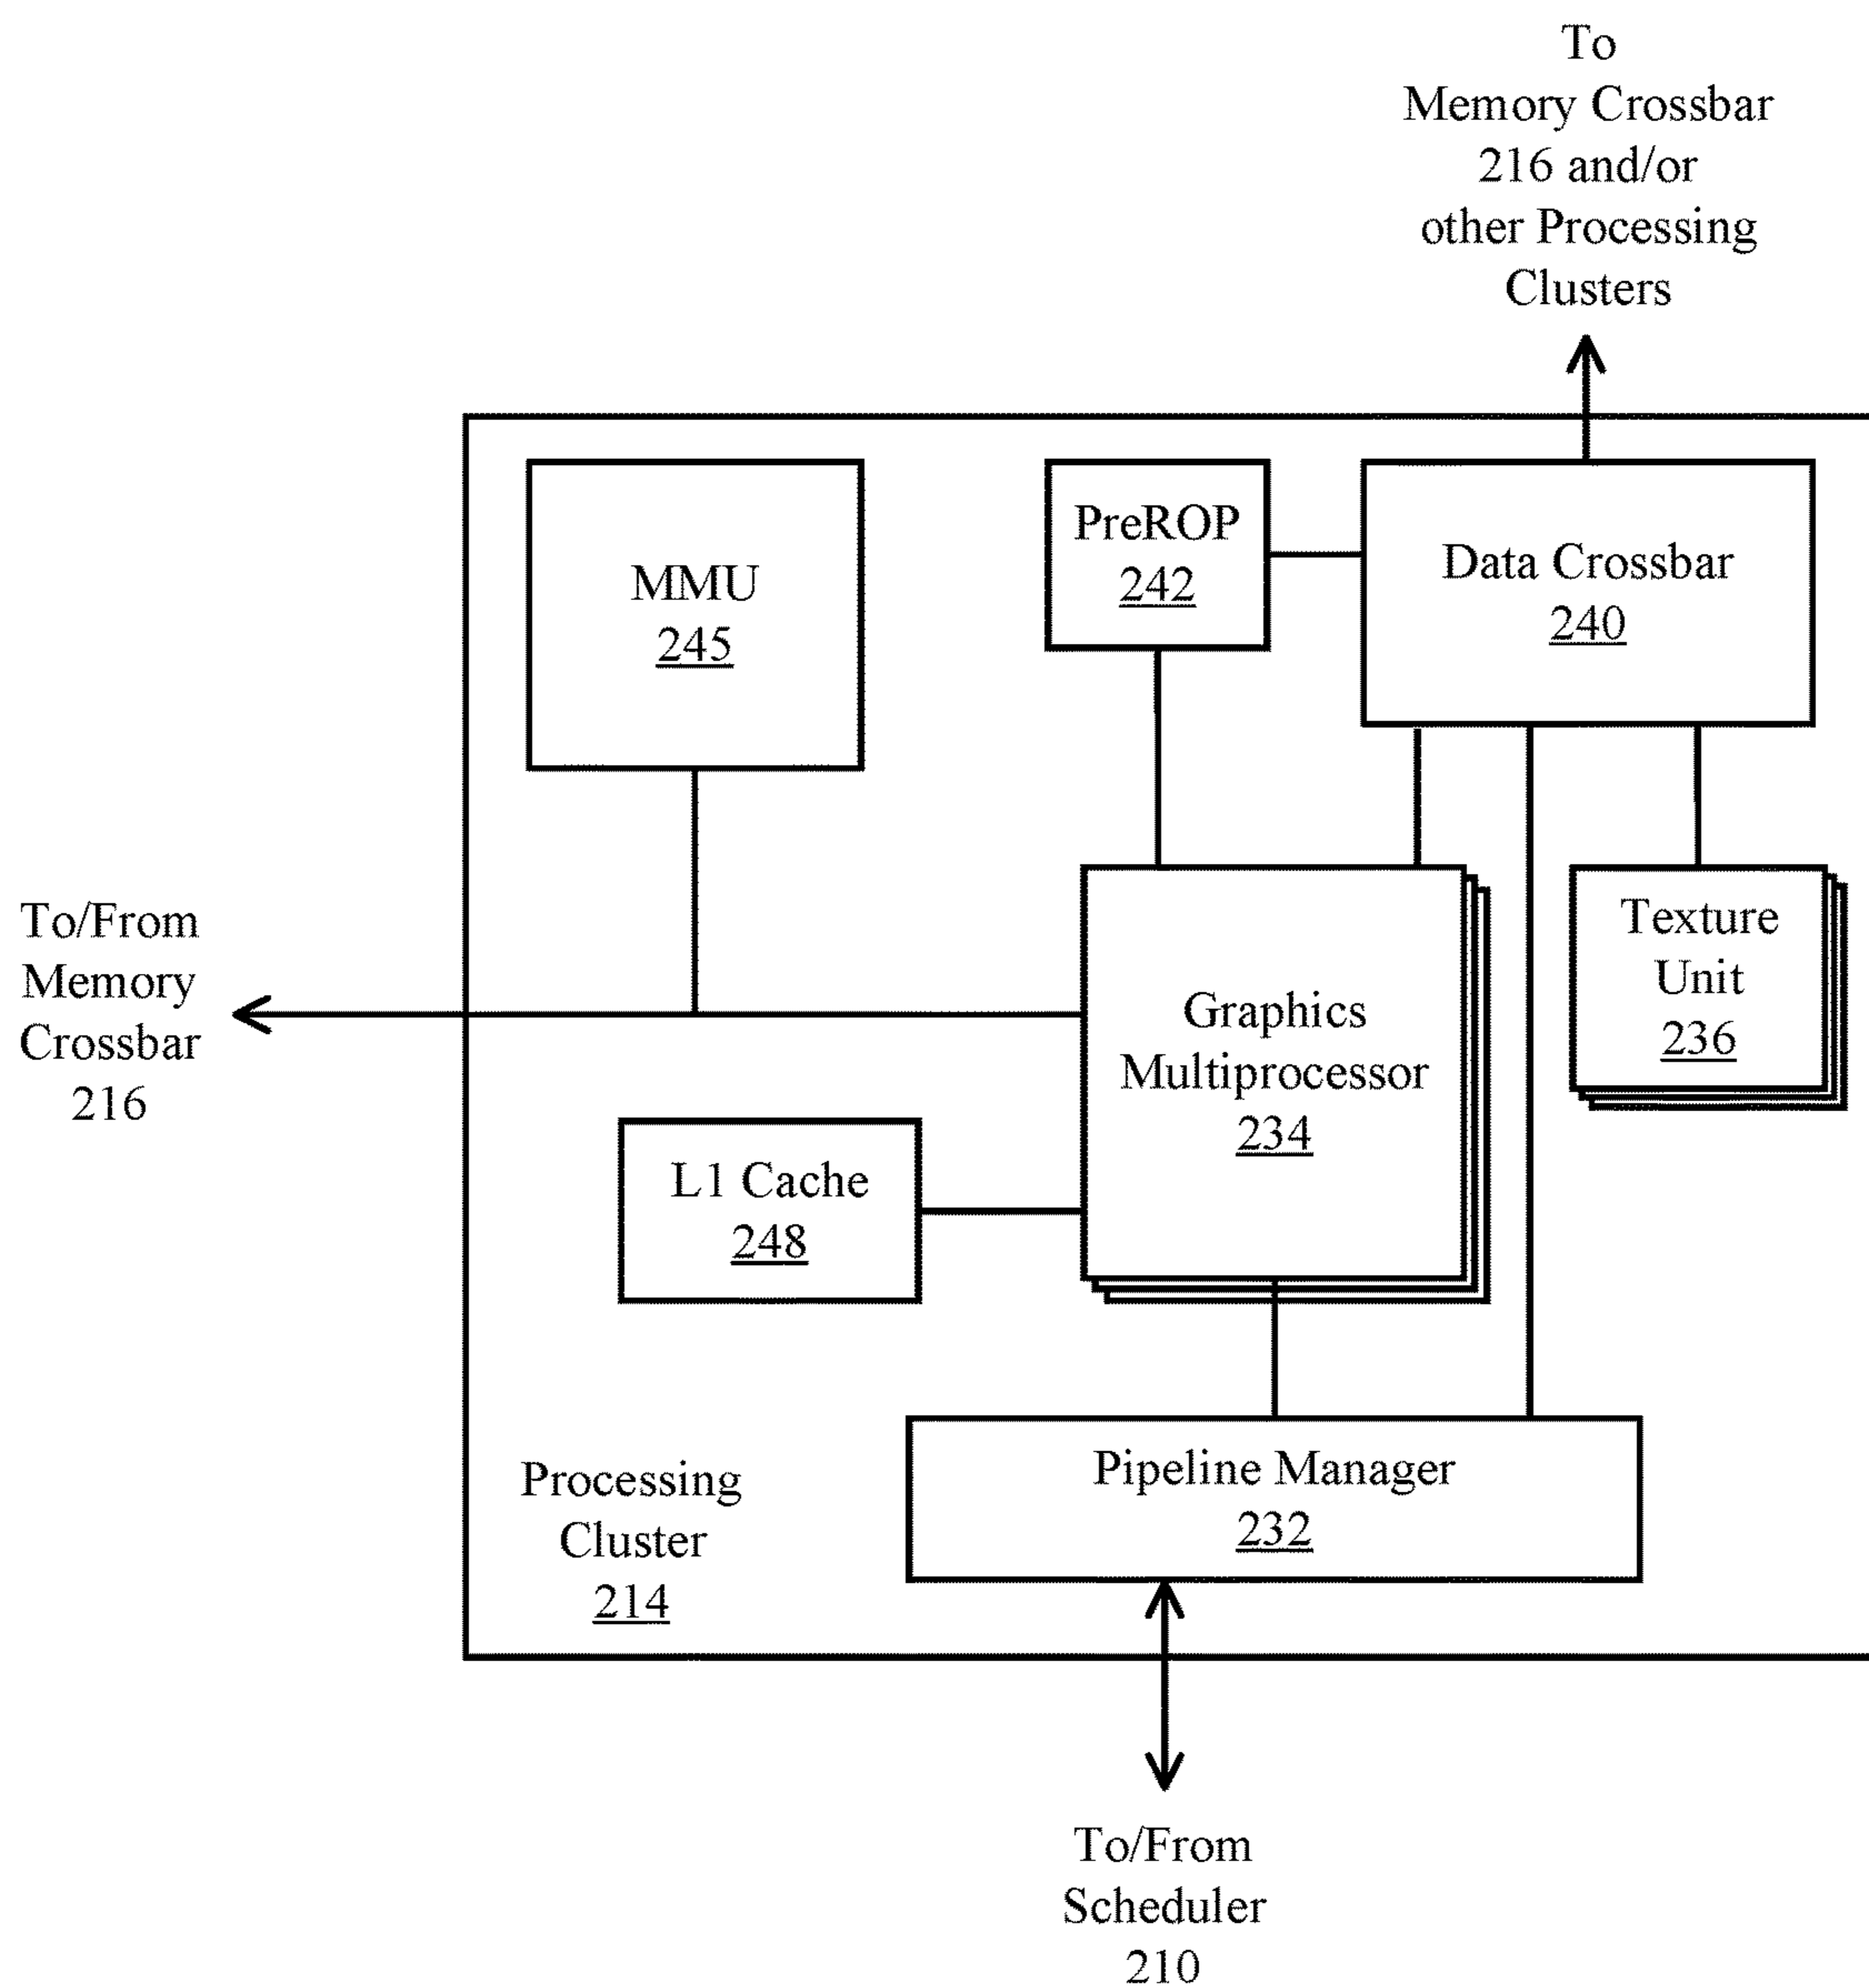 To
Memory Crossbar
216 and/or
other Processing
Clusters
MMU
245
PreROP
242
Data Crossbar
240
To/From
Memory
Crossbar
216
Graphics
Multiprocessor
234
Texture
Unit
236
L1 Cache
248
Pipeline Manager
232
Processing
Cluster
214
To/From
Scheduler
210